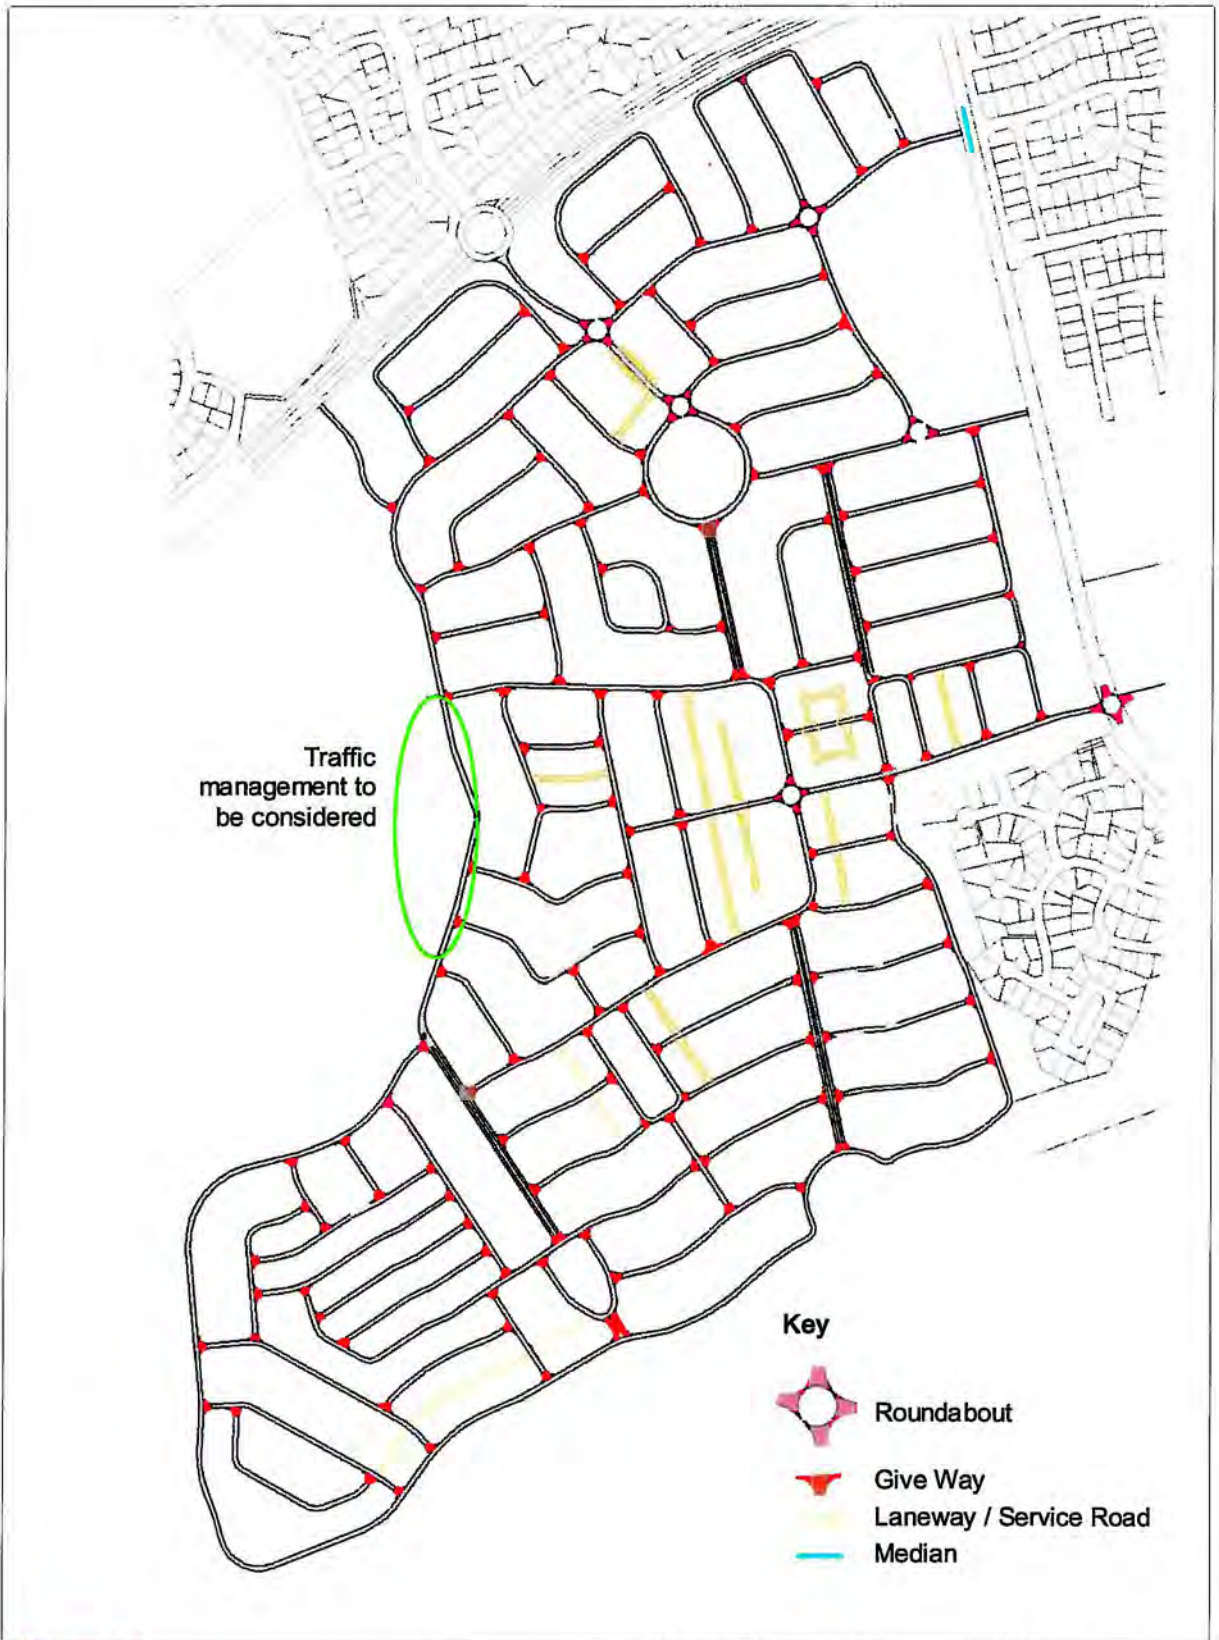 Traffic
management to
be considered
Key
Roundabout
Give Way
Laneway / Service Road
Median